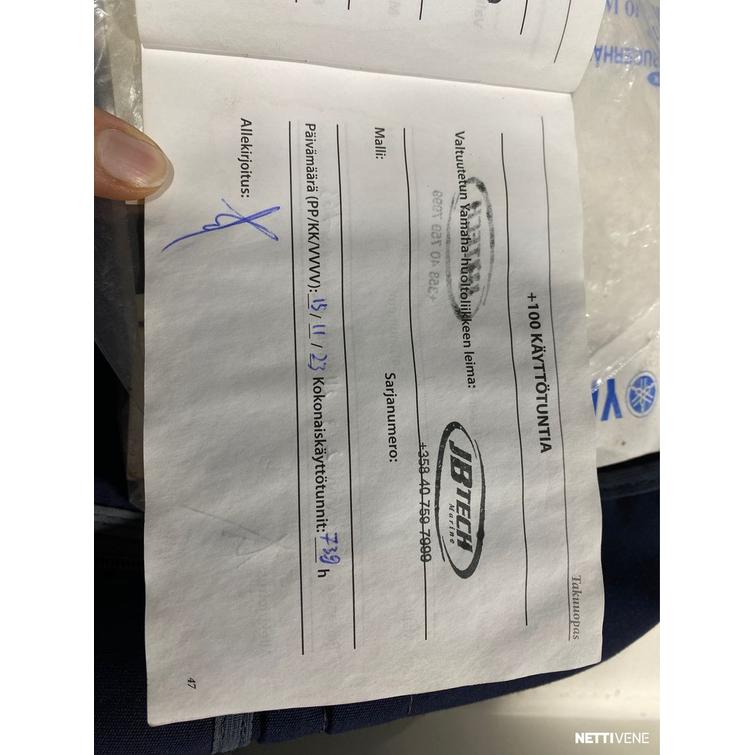 Takuuopas
+100 KÄYTTÖTUNTIA
Valtuutetun Yamaha-huoltoliikkeen leima:
JBTECH
Marine
+358 40 759 7999
Malli:
Sarjanumero:
Päivämäärä (PP/KK/VVVV): 15 / 11 / 23 Kokonaiskäyttötunnit: 739 h
Allekirjoitus:
47
NETTIVENE